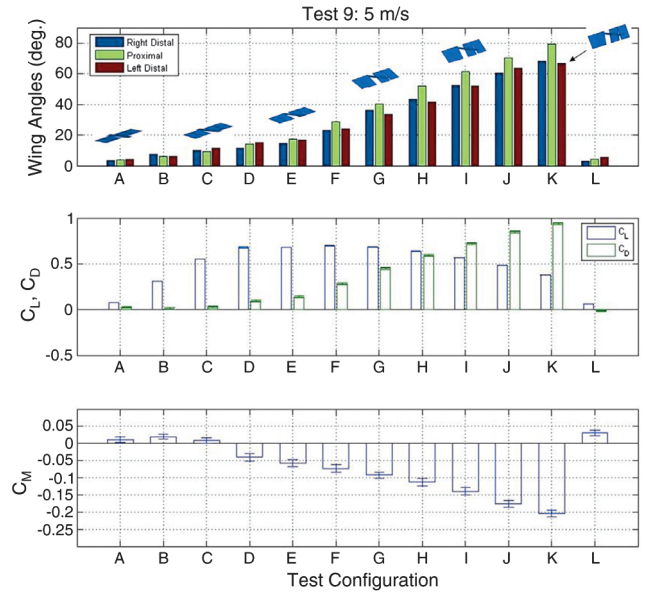 Test 9: 5 m/s
Wing Angles (deg.)
80
60
40
20
0
Right Distal
Proximal
Left Distal
A B C D E F G H I J K L
C_L, C_D
1
0.5
0
-0.5
C_L
C_D
A B C D E F G H I J K L
C_M
0.05
0
-0.05
-0.1
-0.15
-0.2
-0.25
A B C D E F G H I J K L
Test Configuration